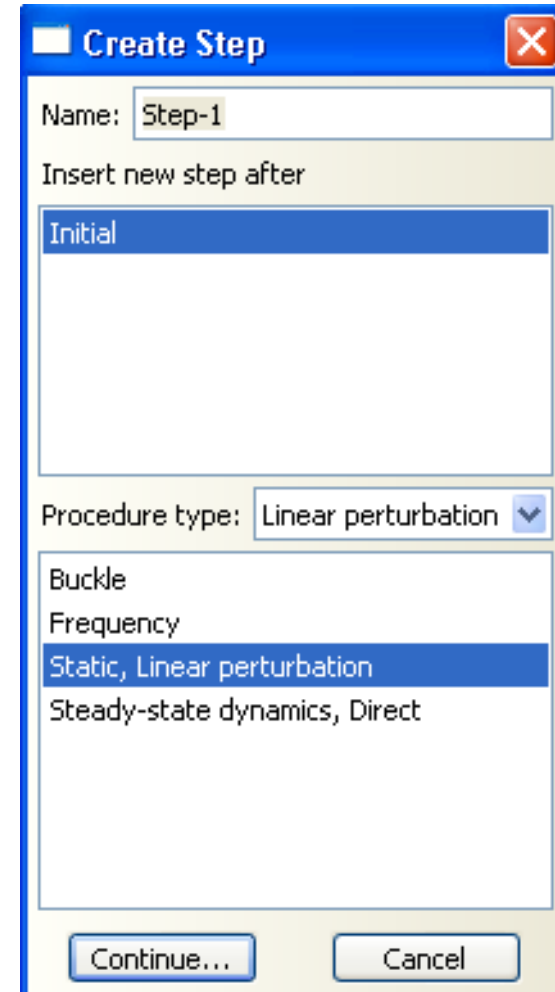 Create Step
Name: Step-1
Insert new step after
Initial
Procedure type: Linear perturbation
Buckle
Frequency
Static, Linear perturbation
Steady-state dynamics, Direct
Continue... Cancel